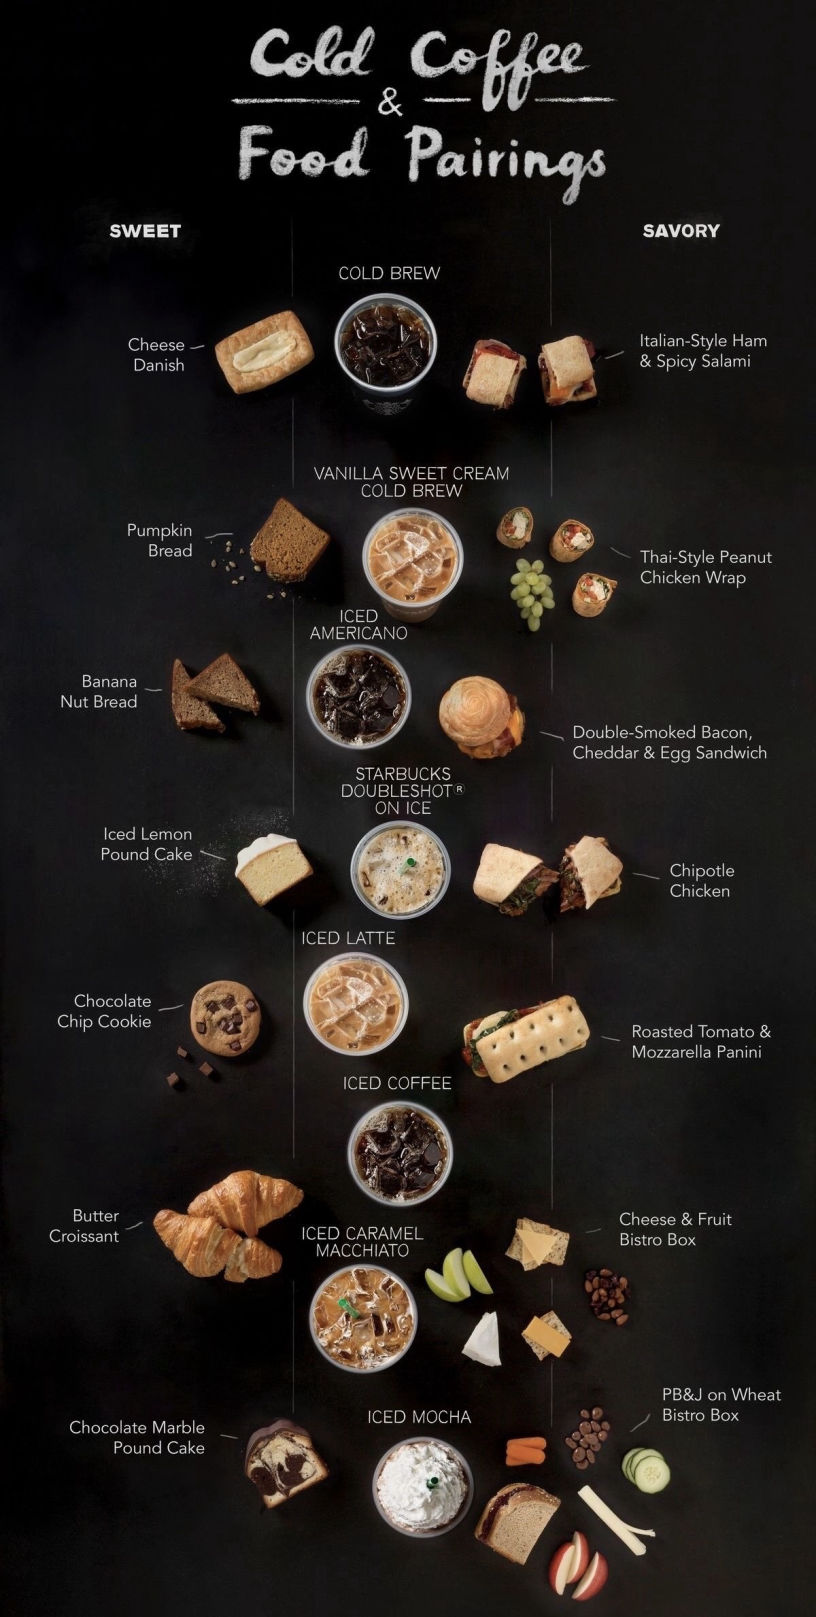 Cold Coffee
&
Food Pairings
SWEET
SAVORY
COLD BREW
Cheese
Danish
Italian-Style Ham
& Spicy Salami
VANILLA SWEET CREAM
COLD BREW
Pumpkin
Bread
Thai-Style Peanut
Chicken Wrap
ICED
AMERICANO
Banana
Nut Bread
Double-Smoked Bacon,
Cheddar & Egg Sandwich
STARBUCKS
DOUBLESHOT®
ON ICE
Iced Lemon
Pound Cake
Chipotle
Chicken
ICED LATTE
Chocolate
Chip Cookie
Roasted Tomato &
Mozzarella Panini
ICED COFFEE
Butter
Croissant
Cheese & Fruit
Bistro Box
ICED CARAMEL
MACCHIATO
ICED MOCHA
Chocolate Marble
Pound Cake
PB&J on Wheat
Bistro Box